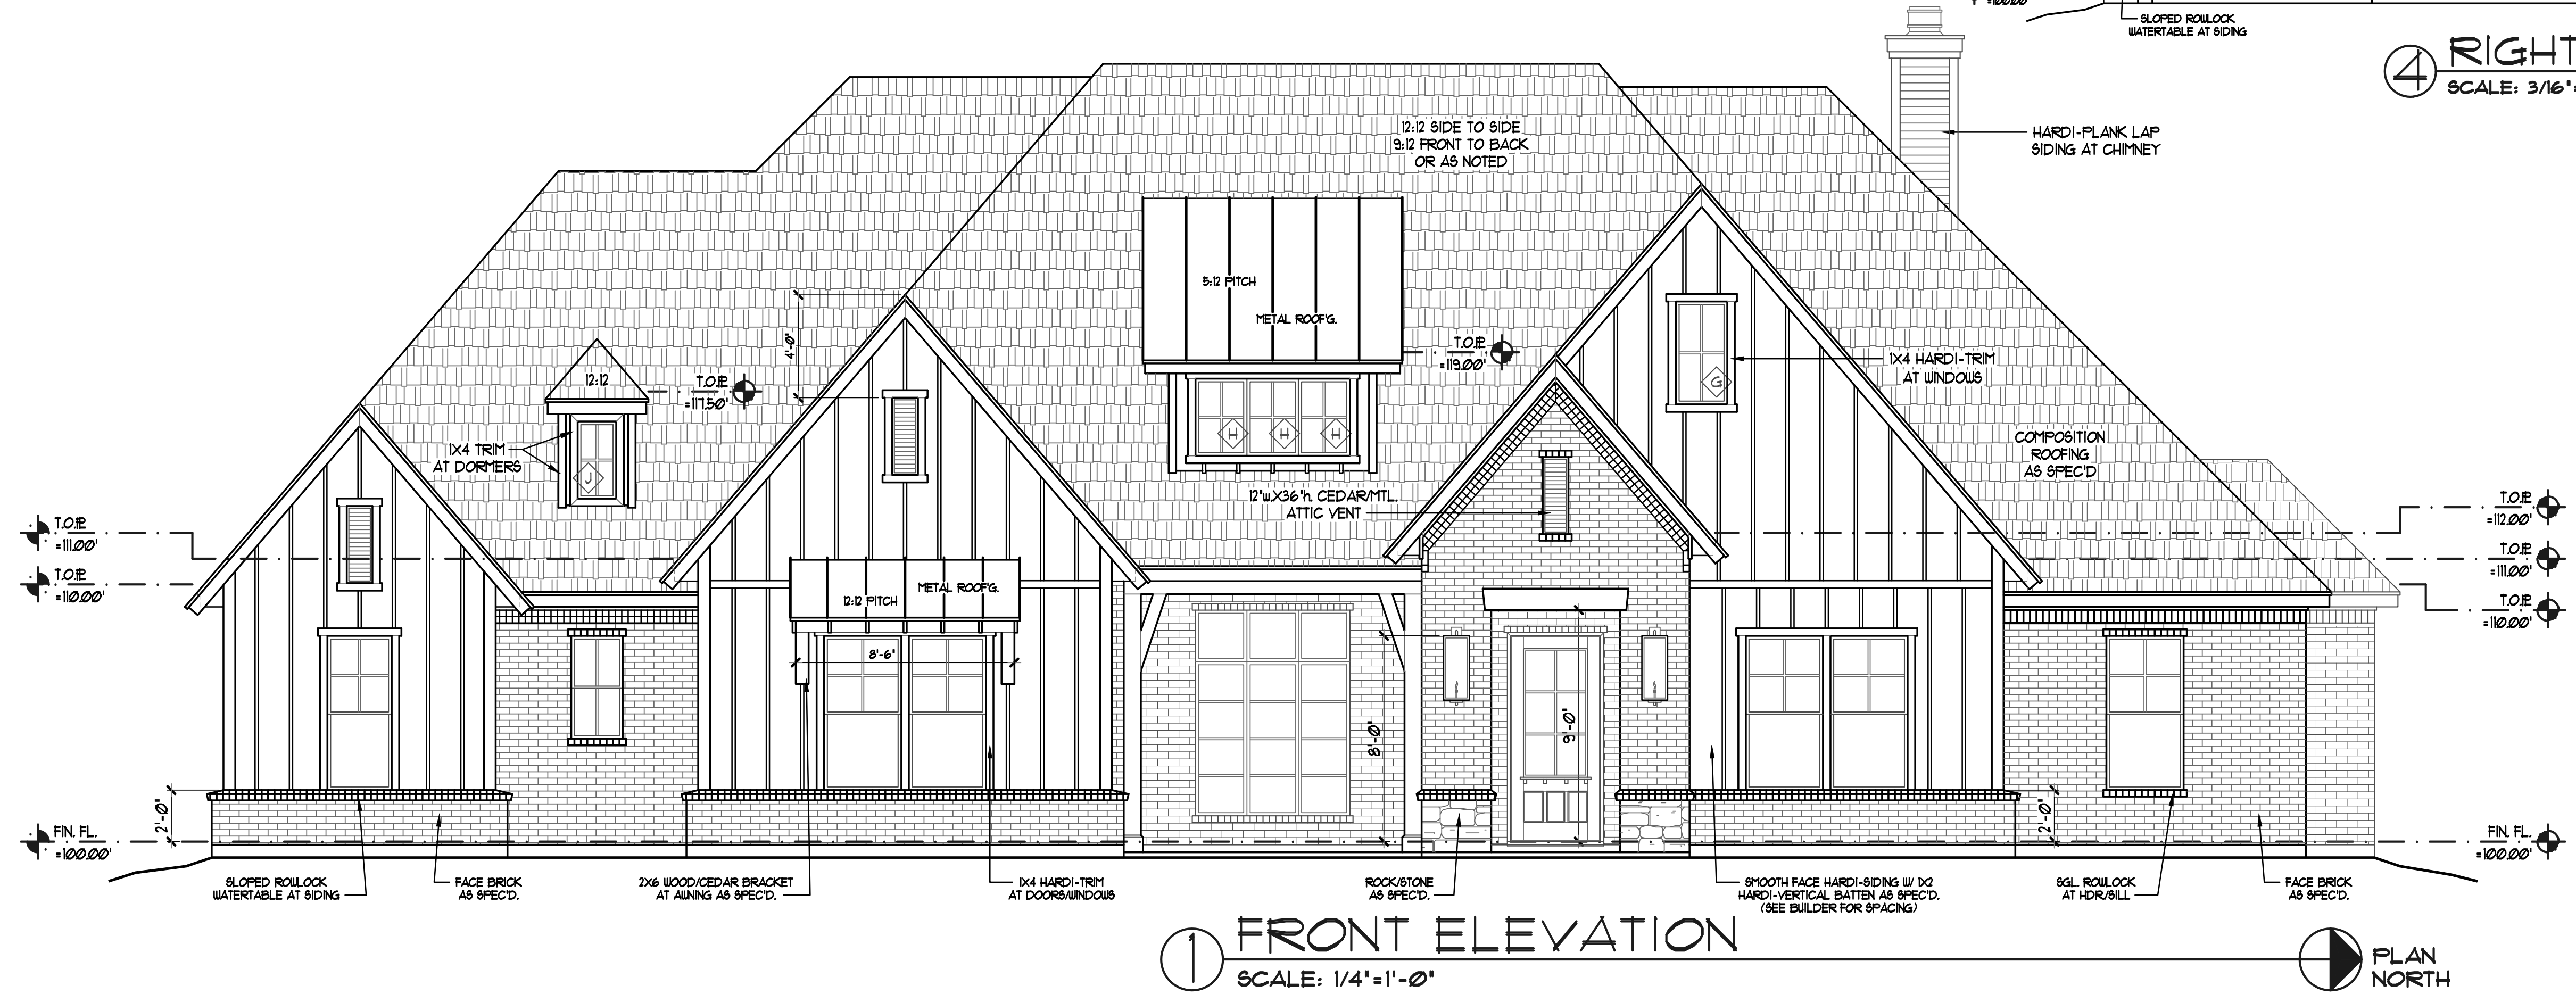 =100.00'
SLOPED ROWLOCK
WATERTABLE AT SIDING
4
RIGHT
SCALE: 3/16"=
12:12 SIDE TO SIDE
9:12 FRONT TO BACK
OR AS NOTED
HARDI-PLANK LAP
SIDING AT CHIMNEY
5:12 PITCH
METAL ROOF'G.
4'-0"
T.O.P.
=119.00'
1X4 HARDI-TRIM
AT WINDOWS
G
12:12
T.O.P.
=117.50'
1X4 TRIM
AT DORMERS
J
H
H
H
COMPOSITION
ROOFING
AS SPEC'D
12"w.X36"h. CEDAR/MTL.
ATTIC VENT
T.O.P.
=111.00'
T.O.P.
=110.00'
T.O.P.
=112.00'
T.O.P.
=111.00'
T.O.P.
=110.00'
METAL ROOF'G.
12:12 PITCH
8'-6"
8'-0"
9'-0"
2'-0"
2'-0"
FIN. FL.
=100.00'
FIN. FL.
=100.00'
SLOPED ROWLOCK
WATERTABLE AT SIDING
FACE BRICK
AS SPEC'D.
2X6 WOOD/CEDAR BRACKET
AT AWNING AS SPEC'D.
1X4 HARDI-TRIM
AT DOORS/WINDOWS
ROCK/STONE
AS SPEC'D.
SMOOTH FACE HARDI-SIDING W/ 1X2
HARDI-VERTICAL BATTEN AS SPEC'D.
(SEE BUILDER FOR SPACING)
SGL. ROWLOCK
AT HDR/SILL
FACE BRICK
AS SPEC'D.
1
FRONT ELEVATION
SCALE: 1/4"=1'-0"
PLAN
NORTH